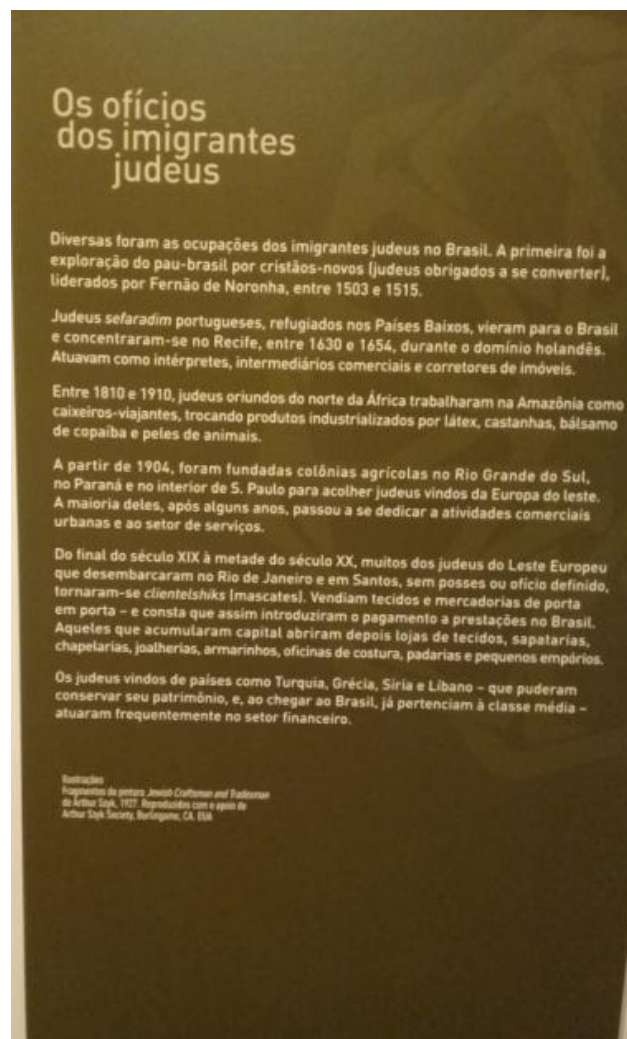 Os ofícios
dos imigrantes
judeus
Diversas foram as ocupações dos imigrantes judeus no Brasil. A primeira foi a
exploração do pau-brasil por cristãos-novos (judeus obrigados a se converter),
liderados por Fernão de Noronha, entre 1503 e 1515.
Judeus sefaradim portugueses, refugiados nos Países Baixos, vieram para o Brasil
e concentraram-se no Recife, entre 1630 e 1654, durante o domínio holandês.
Atuavam como intérpretes, intermediários comerciais e corretores de imóveis.
Entre 1810 e 1910, judeus oriundos do norte da África trabalharam na Amazônia como
caixeiros-viajantes, trocando produtos industrializados por látex, castanhas, bálsamo
de copaíba e peles de animais.
A partir de 1904, foram fundadas colônias agrícolas no Rio Grande do Sul,
no Paraná e no interior de S. Paulo para acolher judeus vindos da Europa do leste.
A maioria deles, após alguns anos, passou a se dedicar a atividades comerciais
urbanas e ao setor de serviços.
Do final do século XIX à metade do século XX, muitos dos judeus do Leste Europeu
que desembarcaram no Rio de Janeiro e em Santos, sem posses ou ofício definido,
tornaram-se clientelshiks (mascates). Vendiam tecidos e mercadorias de porta
em porta – e consta que assim introduziram o pagamento a prestações no Brasil.
Aqueles que acumularam capital abriram depois lojas de tecidos, sapatarias,
chapelarias, joalherias, armarinhos, oficinas de costura, padarias e pequenos empórios.
Os judeus vindos de países como Turquia, Grécia, Síria e Líbano – que puderam
conservar seu patrimônio, e, ao chegar ao Brasil, já pertenciam à classe média –
atuaram frequentemente no setor financeiro.
Ilustrações
Fragmentos da pintura Jewish Craftsman and Tradesman
de Arthur Szyk, 1927. Reproduzidos com o apoio de
Arthur Szyk Society, Burlingame, CA. EUA